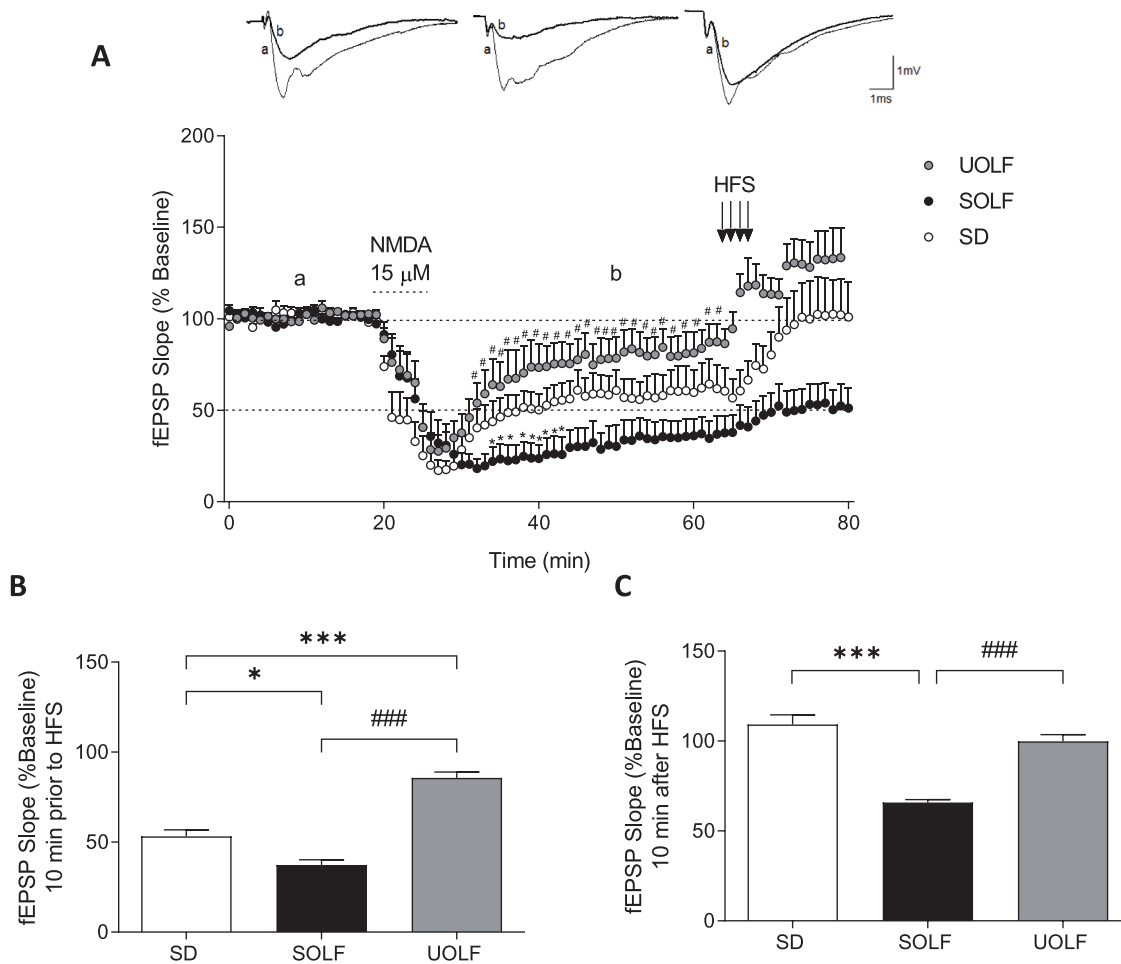 A
a
b
a
b
a
b
1mV
1ms
fEPSP Slope (% Baseline)
200
150
100
50
0
NMDA
15 µM
a
b
HFS
UOLF
SOLF
SD
# # # # # # # # # # # # # # # # # # # # # # # # # # #
* * * * * * * * *
0
20
40
60
80
Time (min)
B
fEPSP Slope (%Baseline)
10 min prior to HFS
150
100
50
0
***
*
###
SD
SOLF
UOLF
C
fEPSP Slope (%Baseline)
10 min after HFS
150
100
50
0
***
###
SD
SOLF
UOLF